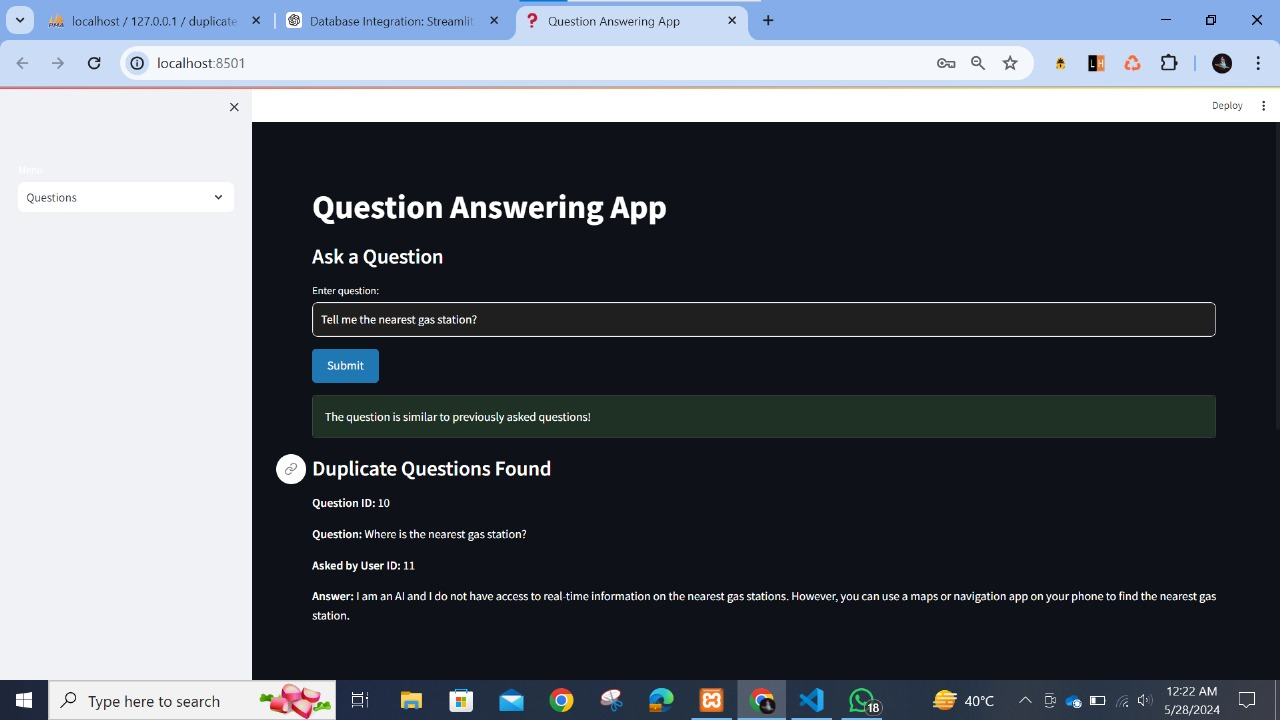 localhost / 127.0.0.1 / duplicate
Database Integration: Streamlit
Question Answering App
localhost:8501
Deploy
Menu
Questions
Question Answering App
Ask a Question
Enter question:
Tell me the nearest gas station?
Submit
The question is similar to previously asked questions!
Duplicate Questions Found
Question ID: 10
Question: Where is the nearest gas station?
Asked by User ID: 11
Answer: I am an AI and I do not have access to real-time information on the nearest gas stations. However, you can use a maps or navigation app on your phone to find the nearest gas
station.
Type here to search
18
40°C
12:22 AM
5/28/2024